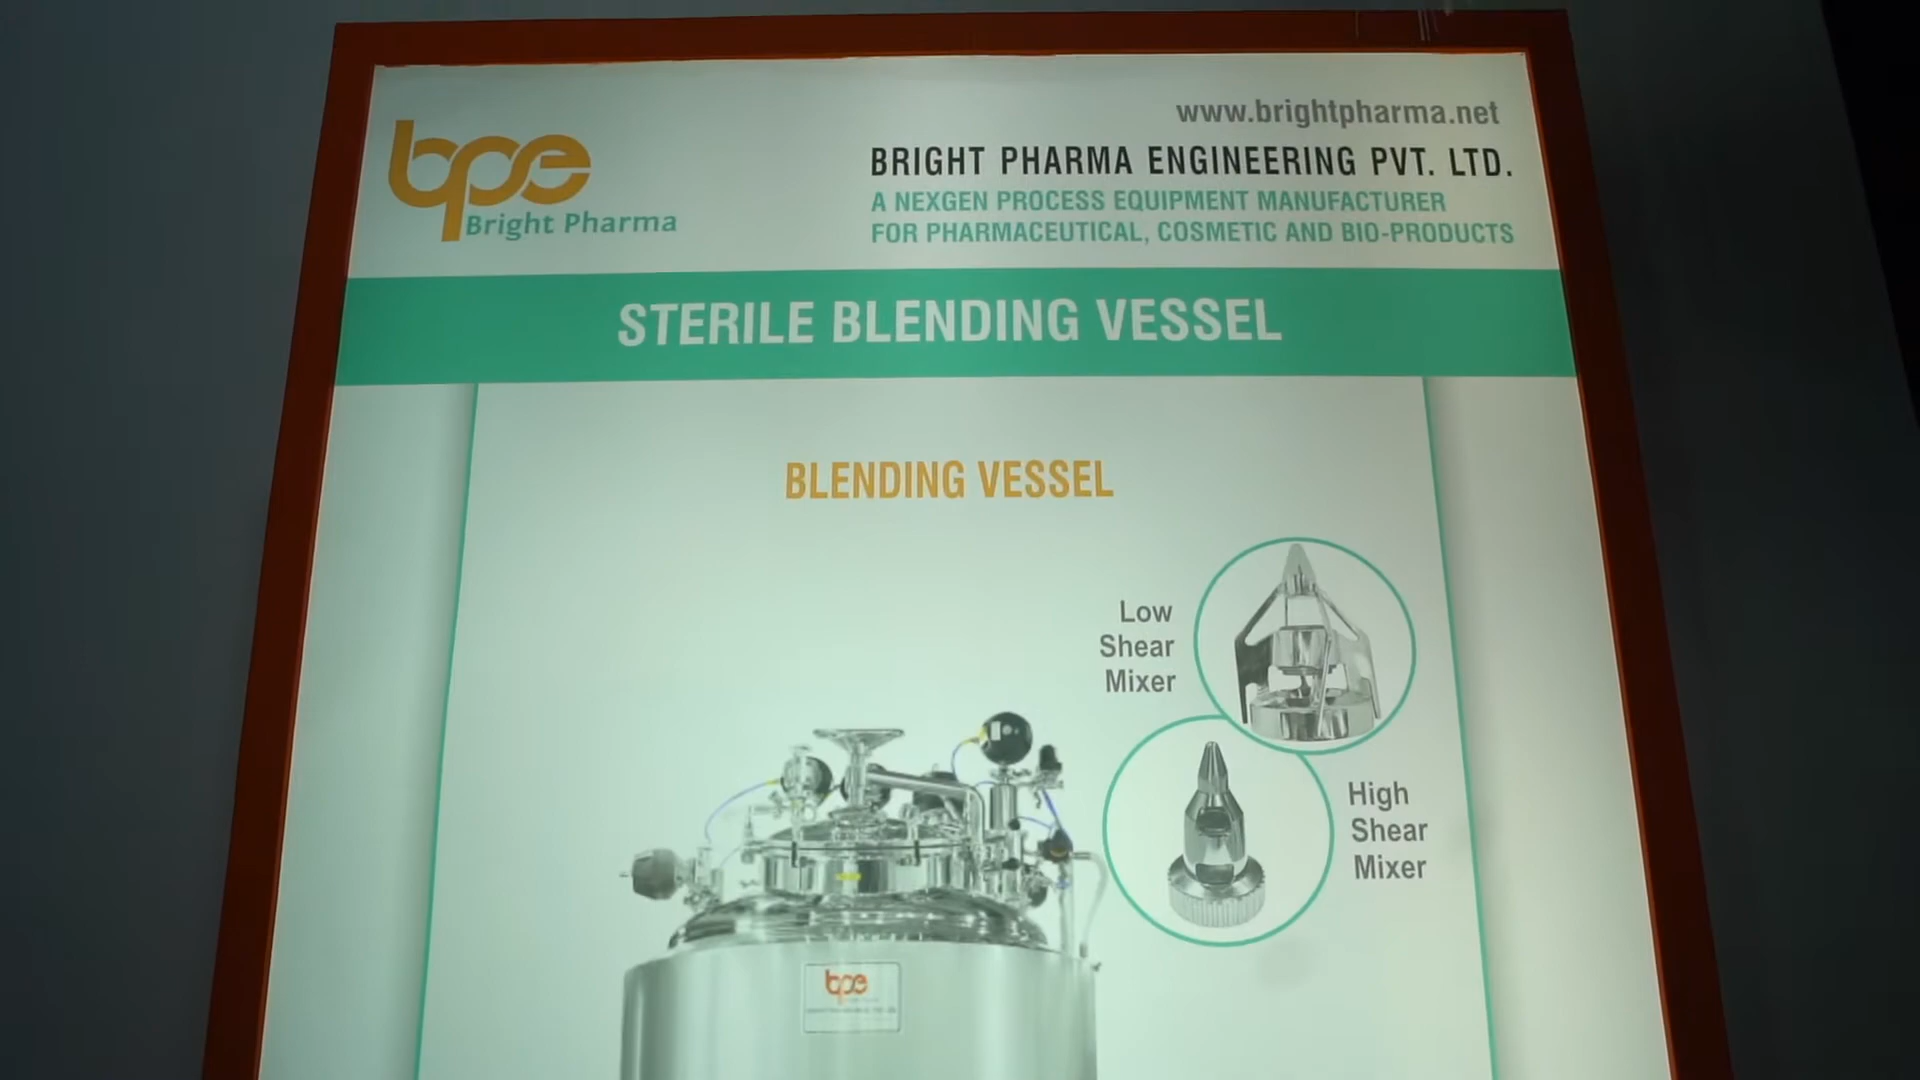 bpe
Bright Pharma
www.brightpharma.net
BRIGHT PHARMA ENGINEERING PVT. LTD.
A NEXGEN PROCESS EQUIPMENT MANUFACTURER
FOR PHARMACEUTICAL, COSMETIC AND BIO-PRODUCTS
STERILE BLENDING VESSEL
BLENDING VESSEL
Low
Shear
Mixer
High
Shear
Mixer
bpe